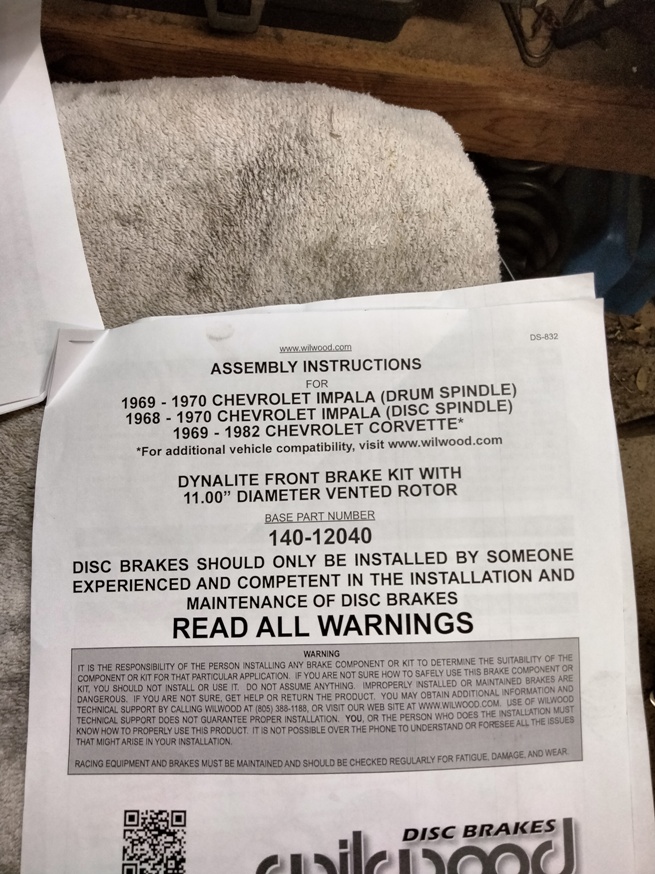 www.wilwood.com
DS-832
ASSEMBLY INSTRUCTIONS
FOR
1969 - 1970 CHEVROLET IMPALA (DRUM SPINDLE)
1968 - 1970 CHEVROLET IMPALA (DISC SPINDLE)
1969 - 1982 CHEVROLET CORVETTE*
*For additional vehicle compatibility, visit www.wilwood.com
DYNALITE FRONT BRAKE KIT WITH
11.00” DIAMETER VENTED ROTOR
BASE PART NUMBER
140-12040
DISC BRAKES SHOULD ONLY BE INSTALLED BY SOMEONE
EXPERIENCED AND COMPETENT IN THE INSTALLATION AND
MAINTENANCE OF DISC BRAKES
READ ALL WARNINGS
WARNING
IT IS THE RESPONSIBILITY OF THE PERSON INSTALLING ANY BRAKE COMPONENT OR KIT TO DETERMINE THE SUITABILITY OF THE
COMPONENT OR KIT FOR THAT PARTICULAR APPLICATION. IF YOU ARE NOT SURE HOW TO SAFELY USE THIS BRAKE COMPONENT OR
KIT, YOU SHOULD NOT INSTALL OR USE IT. DO NOT ASSUME ANYTHING. IMPROPERLY INSTALLED OR MAINTAINED BRAKES ARE
DANGEROUS. IF YOU ARE NOT SURE, GET HELP OR RETURN THE PRODUCT. YOU MAY OBTAIN ADDITIONAL INFORMATION AND
TECHNICAL SUPPORT BY CALLING WILWOOD AT (805) 388-1188, OR VISIT OUR WEB SITE AT WWW.WILWOOD.COM. USE OF WILWOOD
TECHNICAL SUPPORT DOES NOT GUARANTEE PROPER INSTALLATION. YOU, OR THE PERSON WHO DOES THE INSTALLATION MUST
KNOW HOW TO PROPERLY USE THIS PRODUCT. IT IS NOT POSSIBLE OVER THE PHONE TO UNDERSTAND OR FORESEE ALL THE ISSUES
THAT MIGHT ARISE IN YOUR INSTALLATION.
RACING EQUIPMENT AND BRAKES MUST BE MAINTAINED AND SHOULD BE CHECKED REGULARLY FOR FATIGUE, DAMAGE, AND WEAR.
DISC BRAKES
wilwood